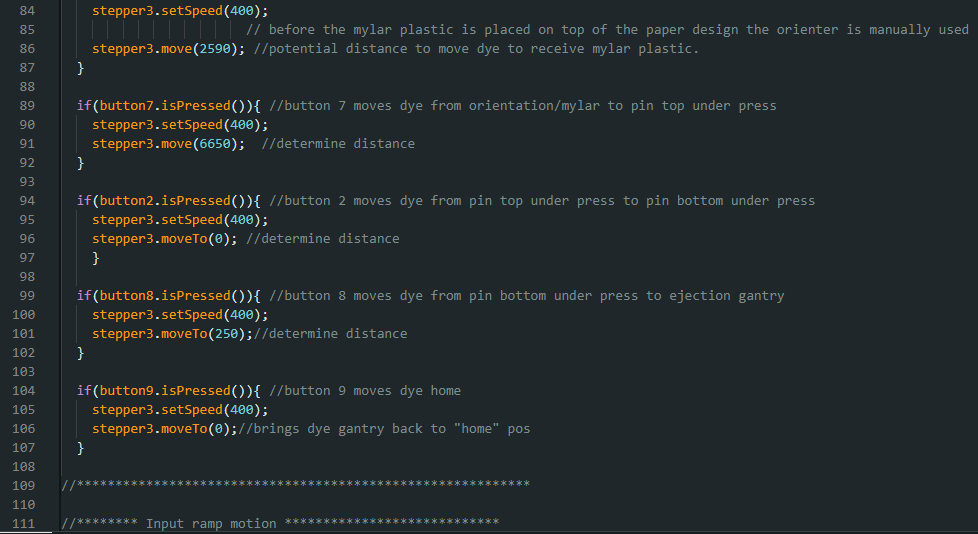 84 stepper3.setSpeed(400);
85 // before the mylar plastic is placed on top of the paper design the orienter is manually used
86 stepper3.move(2590); //potential distance to move dye to receive mylar plastic.
87 }
88
89 if(button7.isPressed()){ //button 7 moves dye from orientation/mylar to pin top under press
90 stepper3.setSpeed(400);
91 stepper3.move(6650);  //determine distance
92 }
93
94 if(button2.isPressed()){ //button 2 moves dye from pin top under press to pin bottom under press
95 stepper3.setSpeed(400);
96 stepper3.moveTo(0); //determine distance
97 }
98
99 if(button8.isPressed()){ //button 8 moves dye from pin bottom under press to ejection gantry
100 stepper3.setSpeed(400);
101 stepper3.moveTo(250);//determine distance
102 }
103
104 if(button9.isPressed()){ //button 9 moves dye home
105 stepper3.setSpeed(400);
106 stepper3.moveTo(0);//brings dye gantry back to "home" pos
107 }
108
109 //***********************************************************
110
111 //******** Input ramp motion ****************************